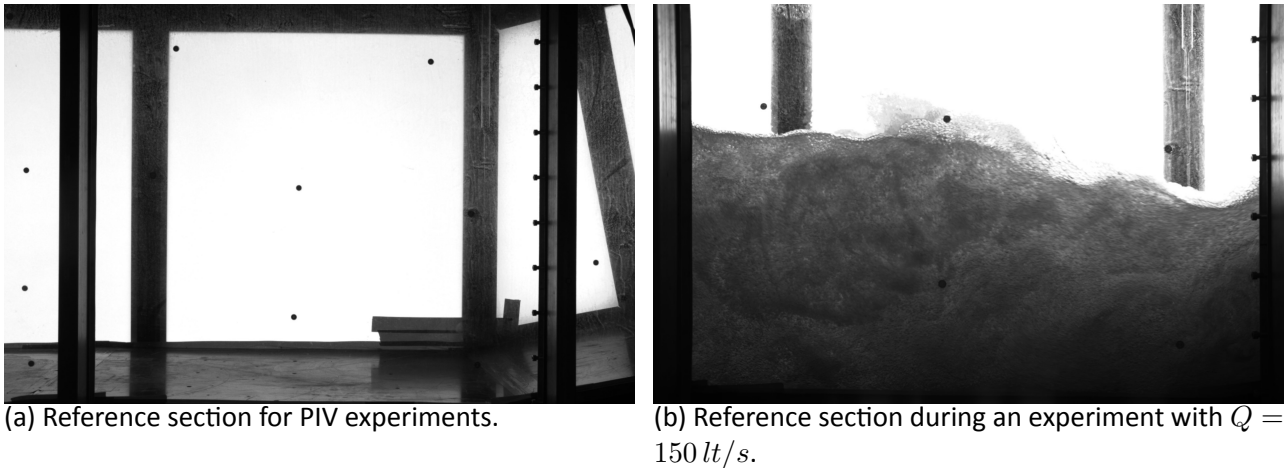 (a) Reference section for PIV experiments.
(b) Reference section during an experiment with Q =
150 lt/s.